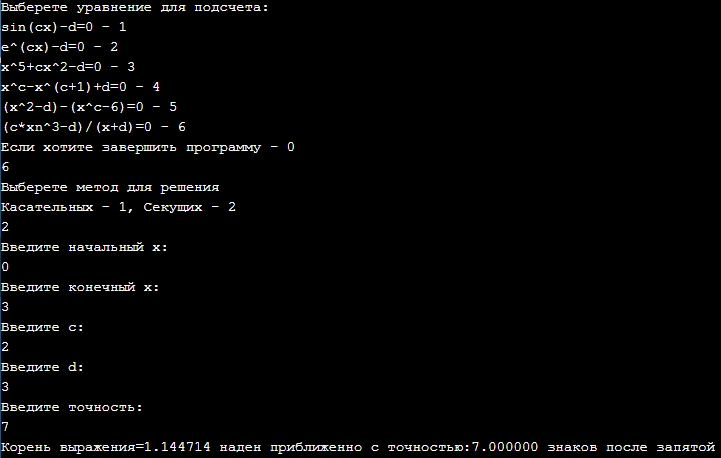 Выберете уравнение для подсчета:
sin(cx)-d=0 - 1
e^(cx)-d=0 - 2
x^5+cx^2-d=0 - 3
x^c-x^(c+1)+d=0 - 4
(x^2-d)-(x^c-6)=0 - 5
(c*xn^3-d)/(x+d)=0 - 6
Если хотите завершить программу - 0
6
Выберете метод для решения
Касательных - 1, Секущих - 2
2
Введите начальный x:
0
Введите конечный x:
3
Введите c:
2
Введите d:
3
Введите точность:
7
Корень выражения=1.144714 наден приближенно с точностью:7.000000 знаков после запятой